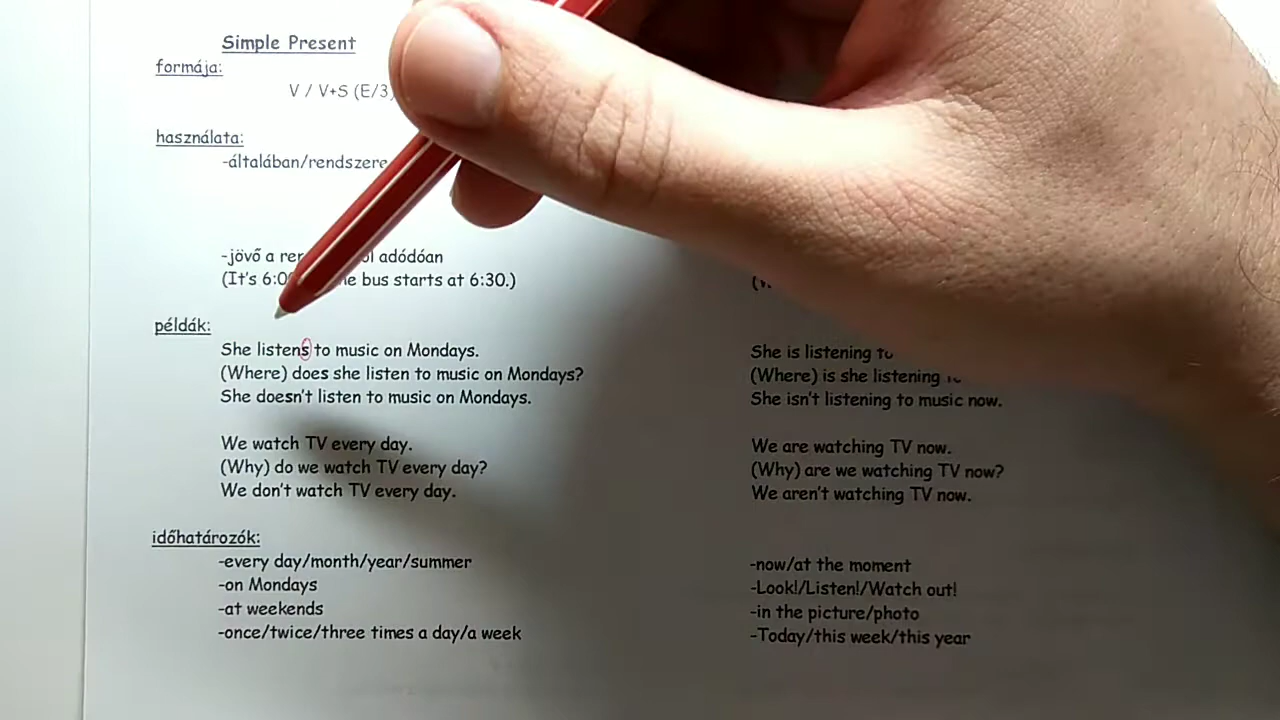 Simple Present
formája:
V / V+S (E/3)
használata:
-általában/rendszere
-jövő a adódóan
(It's bus starts at 6:30.)
példák:
She listens to music on Mondays.
(Where) does she listen to music on Mondays?
She doesn't listen to music on Mondays.
We watch TV every day.
(Why) do we watch TV every day?
We don't watch TV every day.
időhatározók:
-every day/month/year/summer
-on Mondays
-at weekends
-once/twice/three times a day/a week
She is listening
(Where) is she listening
She isn't listening to music now.
We are watching TV now.
(Why) are we watching TV now?
We aren't watching TV now.
-now/at the moment
-Look!/Listen!/Watch out!
-in the picture/photo
-Today/this week/this year